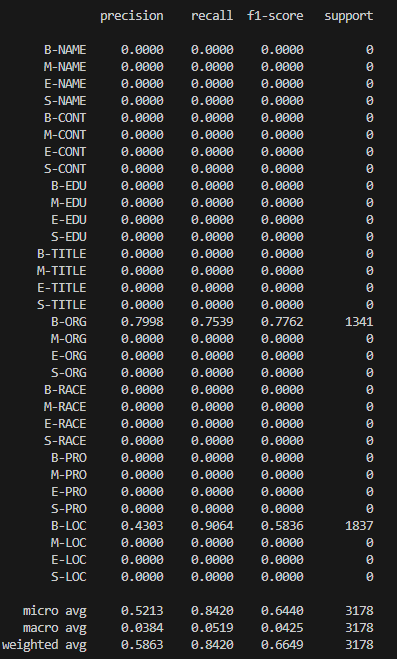 precision recall f1-score support
B-NAME 0.0000 0.0000 0.0000 0
M-NAME 0.0000 0.0000 0.0000 0
E-NAME 0.0000 0.0000 0.0000 0
S-NAME 0.0000 0.0000 0.0000 0
B-CONT 0.0000 0.0000 0.0000 0
M-CONT 0.0000 0.0000 0.0000 0
E-CONT 0.0000 0.0000 0.0000 0
S-CONT 0.0000 0.0000 0.0000 0
B-EDU 0.0000 0.0000 0.0000 0
M-EDU 0.0000 0.0000 0.0000 0
E-EDU 0.0000 0.0000 0.0000 0
S-EDU 0.0000 0.0000 0.0000 0
B-TITLE 0.0000 0.0000 0.0000 0
M-TITLE 0.0000 0.0000 0.0000 0
E-TITLE 0.0000 0.0000 0.0000 0
S-TITLE 0.0000 0.0000 0.0000 0
B-ORG 0.7998 0.7539 0.7762 1341
M-ORG 0.0000 0.0000 0.0000 0
E-ORG 0.0000 0.0000 0.0000 0
S-ORG 0.0000 0.0000 0.0000 0
B-RACE 0.0000 0.0000 0.0000 0
M-RACE 0.0000 0.0000 0.0000 0
E-RACE 0.0000 0.0000 0.0000 0
S-RACE 0.0000 0.0000 0.0000 0
B-PRO 0.0000 0.0000 0.0000 0
M-PRO 0.0000 0.0000 0.0000 0
E-PRO 0.0000 0.0000 0.0000 0
S-PRO 0.0000 0.0000 0.0000 0
B-LOC 0.4303 0.9064 0.5836 1837
M-LOC 0.0000 0.0000 0.0000 0
E-LOC 0.0000 0.0000 0.0000 0
S-LOC 0.0000 0.0000 0.0000 0
micro avg 0.5213 0.8420 0.6440 3178
macro avg 0.0384 0.0519 0.0425 3178
weighted avg 0.5863 0.8420 0.6649 3178